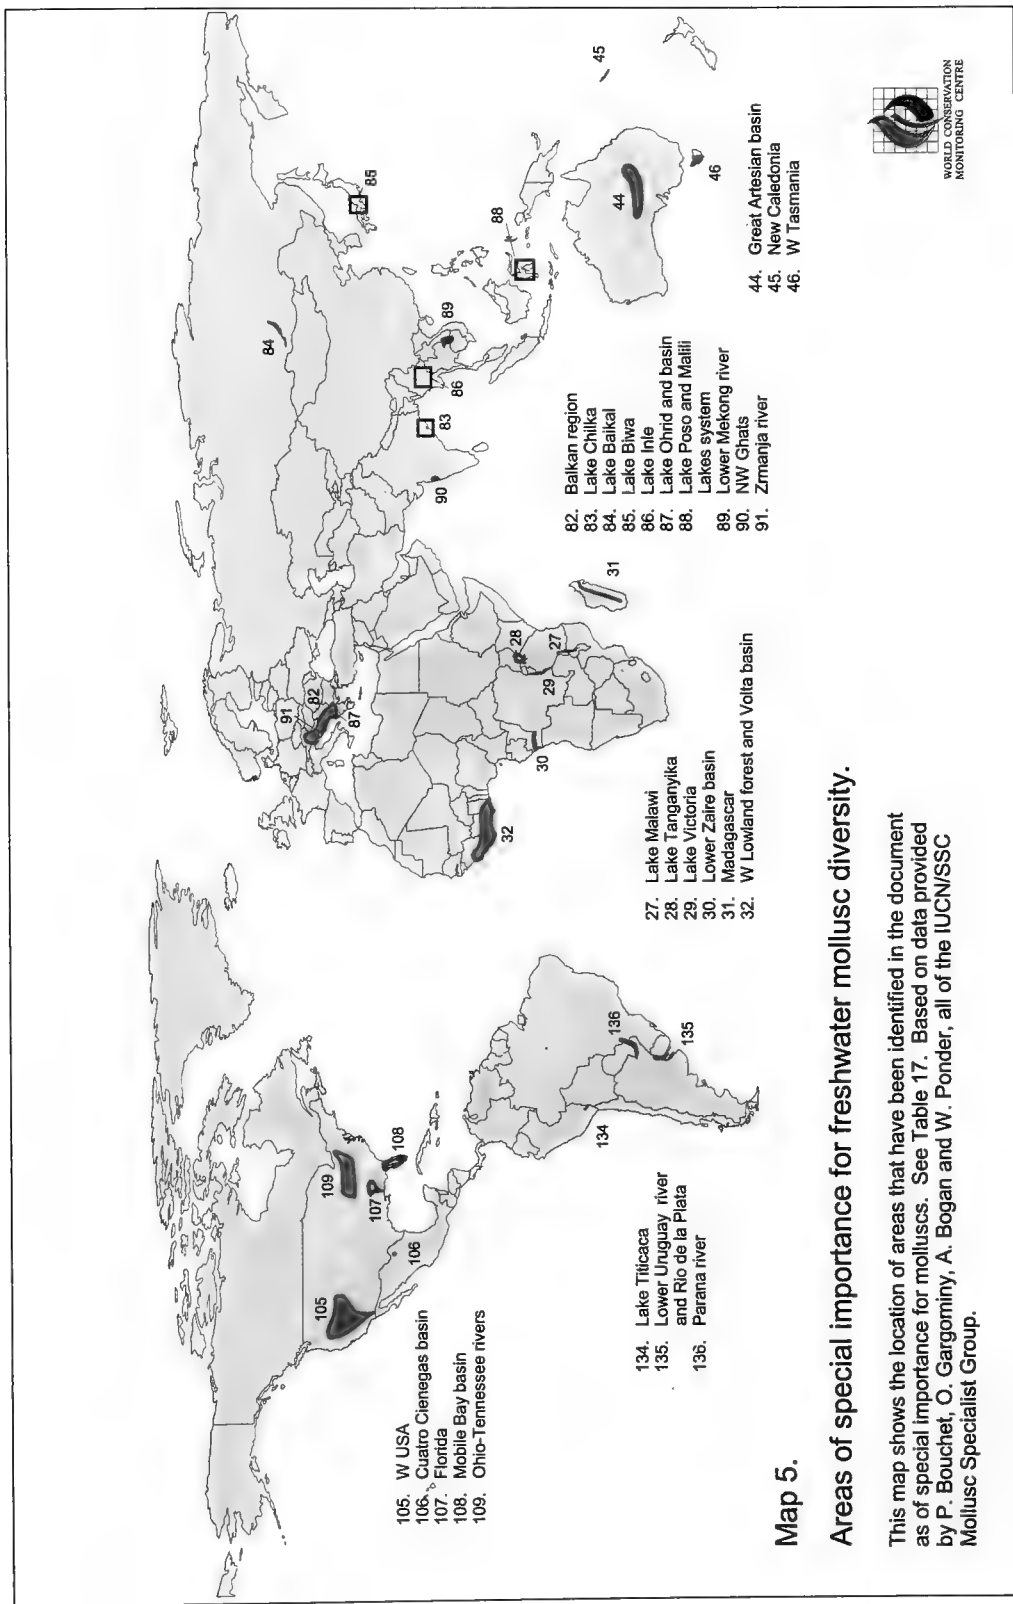 105
106
107
108
109
134
135
136
91
82
87
32
30
29
28
27
31
84
85
83
86
89
90
88
45
44
46
105. W USA
106. Cuatro Cienegas basin
107. Florida
108. Mobile Bay basin
109. Ohio-Tennessee rivers
134. Lake Titicaca
135. Lower Uruguay river
and Rio de la Plata
136. Parana river
27. Lake Malawi
28. Lake Tanganyika
29. Lake Victoria
30. Lower Zaire basin
31. Madagascar
32. W Lowland forest and Volta basin
82. Balkan region
83. Lake Chilka
84. Lake Baikal
85. Lake Biwa
86. Lake Inle
87. Lake Ohrid and basin
88. Lake Poso and Malili
Lakes system
89. Lower Mekong river
90. NW Ghats
91. Zrmanja river
44. Great Artesian basin
45. New Caledonia
46. W Tasmania
Map 5.
Areas of special importance for freshwater mollusc diversity.
This map shows the location of areas that have been identified in the document
as of special importance for molluscs. See Table 17. Based on data provided
by P. Bouchet, O. Gargominy, A. Bogan and W. Ponder, all of the IUCN/SSC
Mollusc Specialist Group.
WORLD CONSERVATION
MONITORING CENTRE